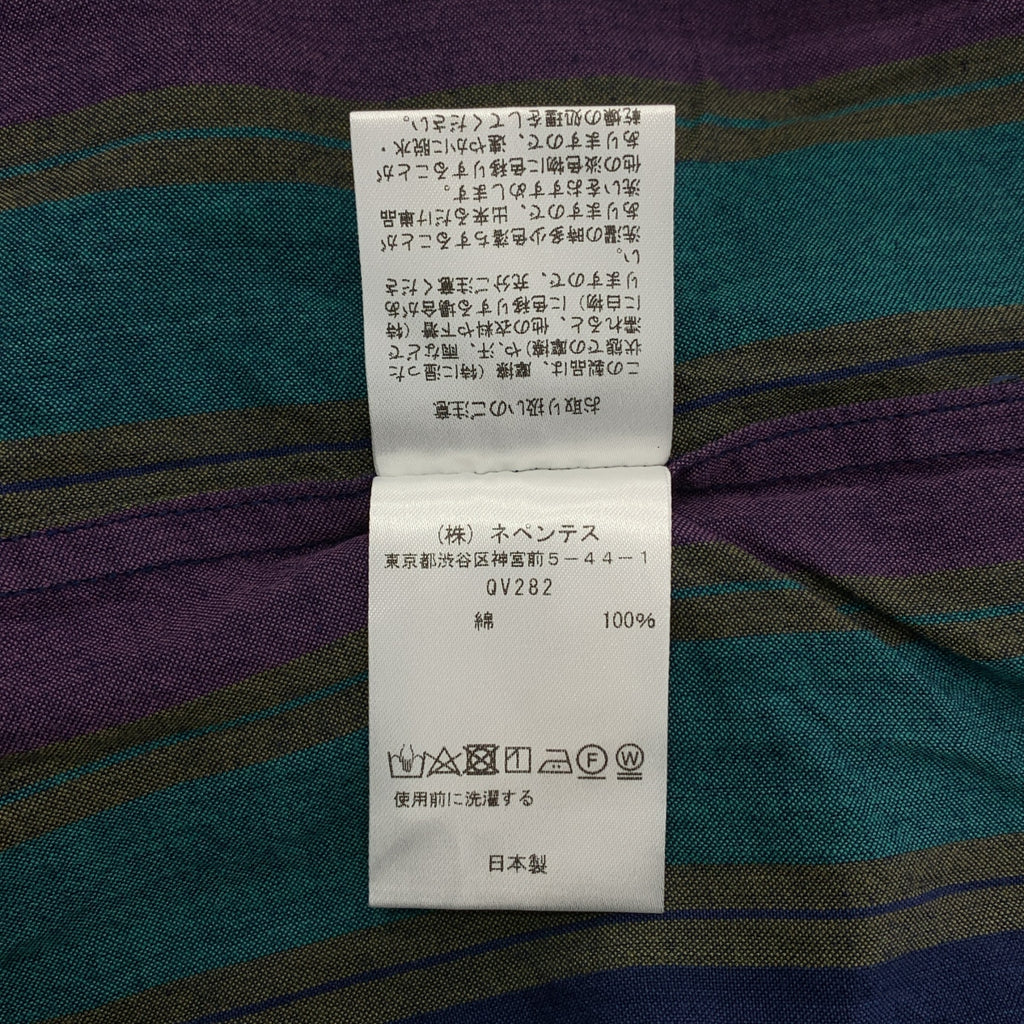 お取り扱いのご注意
この製品は、摩擦（特に湿った
状態での摩擦）や、汗、雨などで
濡れると、他の衣料や下着（特
に白物）に色移りする場合があ
りますので、充分ご注意くださ
い。
洗濯の時多少色落ちすることが
ありますので、出来るだけ単品
洗いをおすすめします。
他の淡色物に色移りすることが
ありますので、速やかに脱水・
乾燥の処理をしてください。
（株）ネペンテス
東京都渋谷区神宮前５－４４－１
QV282
綿 100%
F W
使用前に洗濯する
日本製